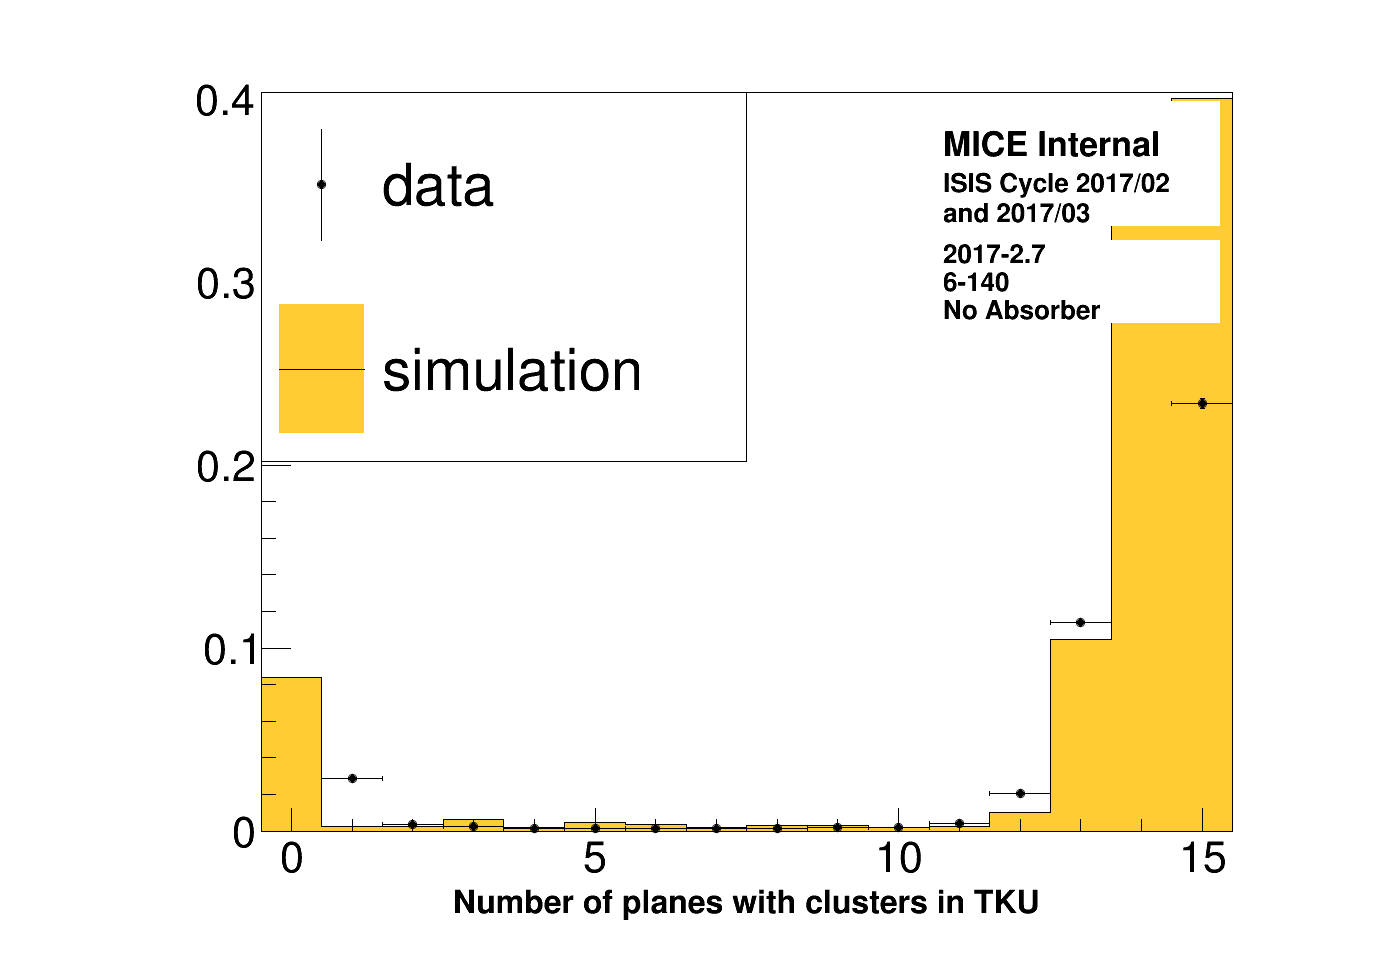 0.4
0.3
0.2
0.1
0
data
simulation
MICE Internal
ISIS Cycle 2017/02
and 2017/03
2017-2.7
6-140
No Absorber
0 5 10 15
Number of planes with clusters in TKU